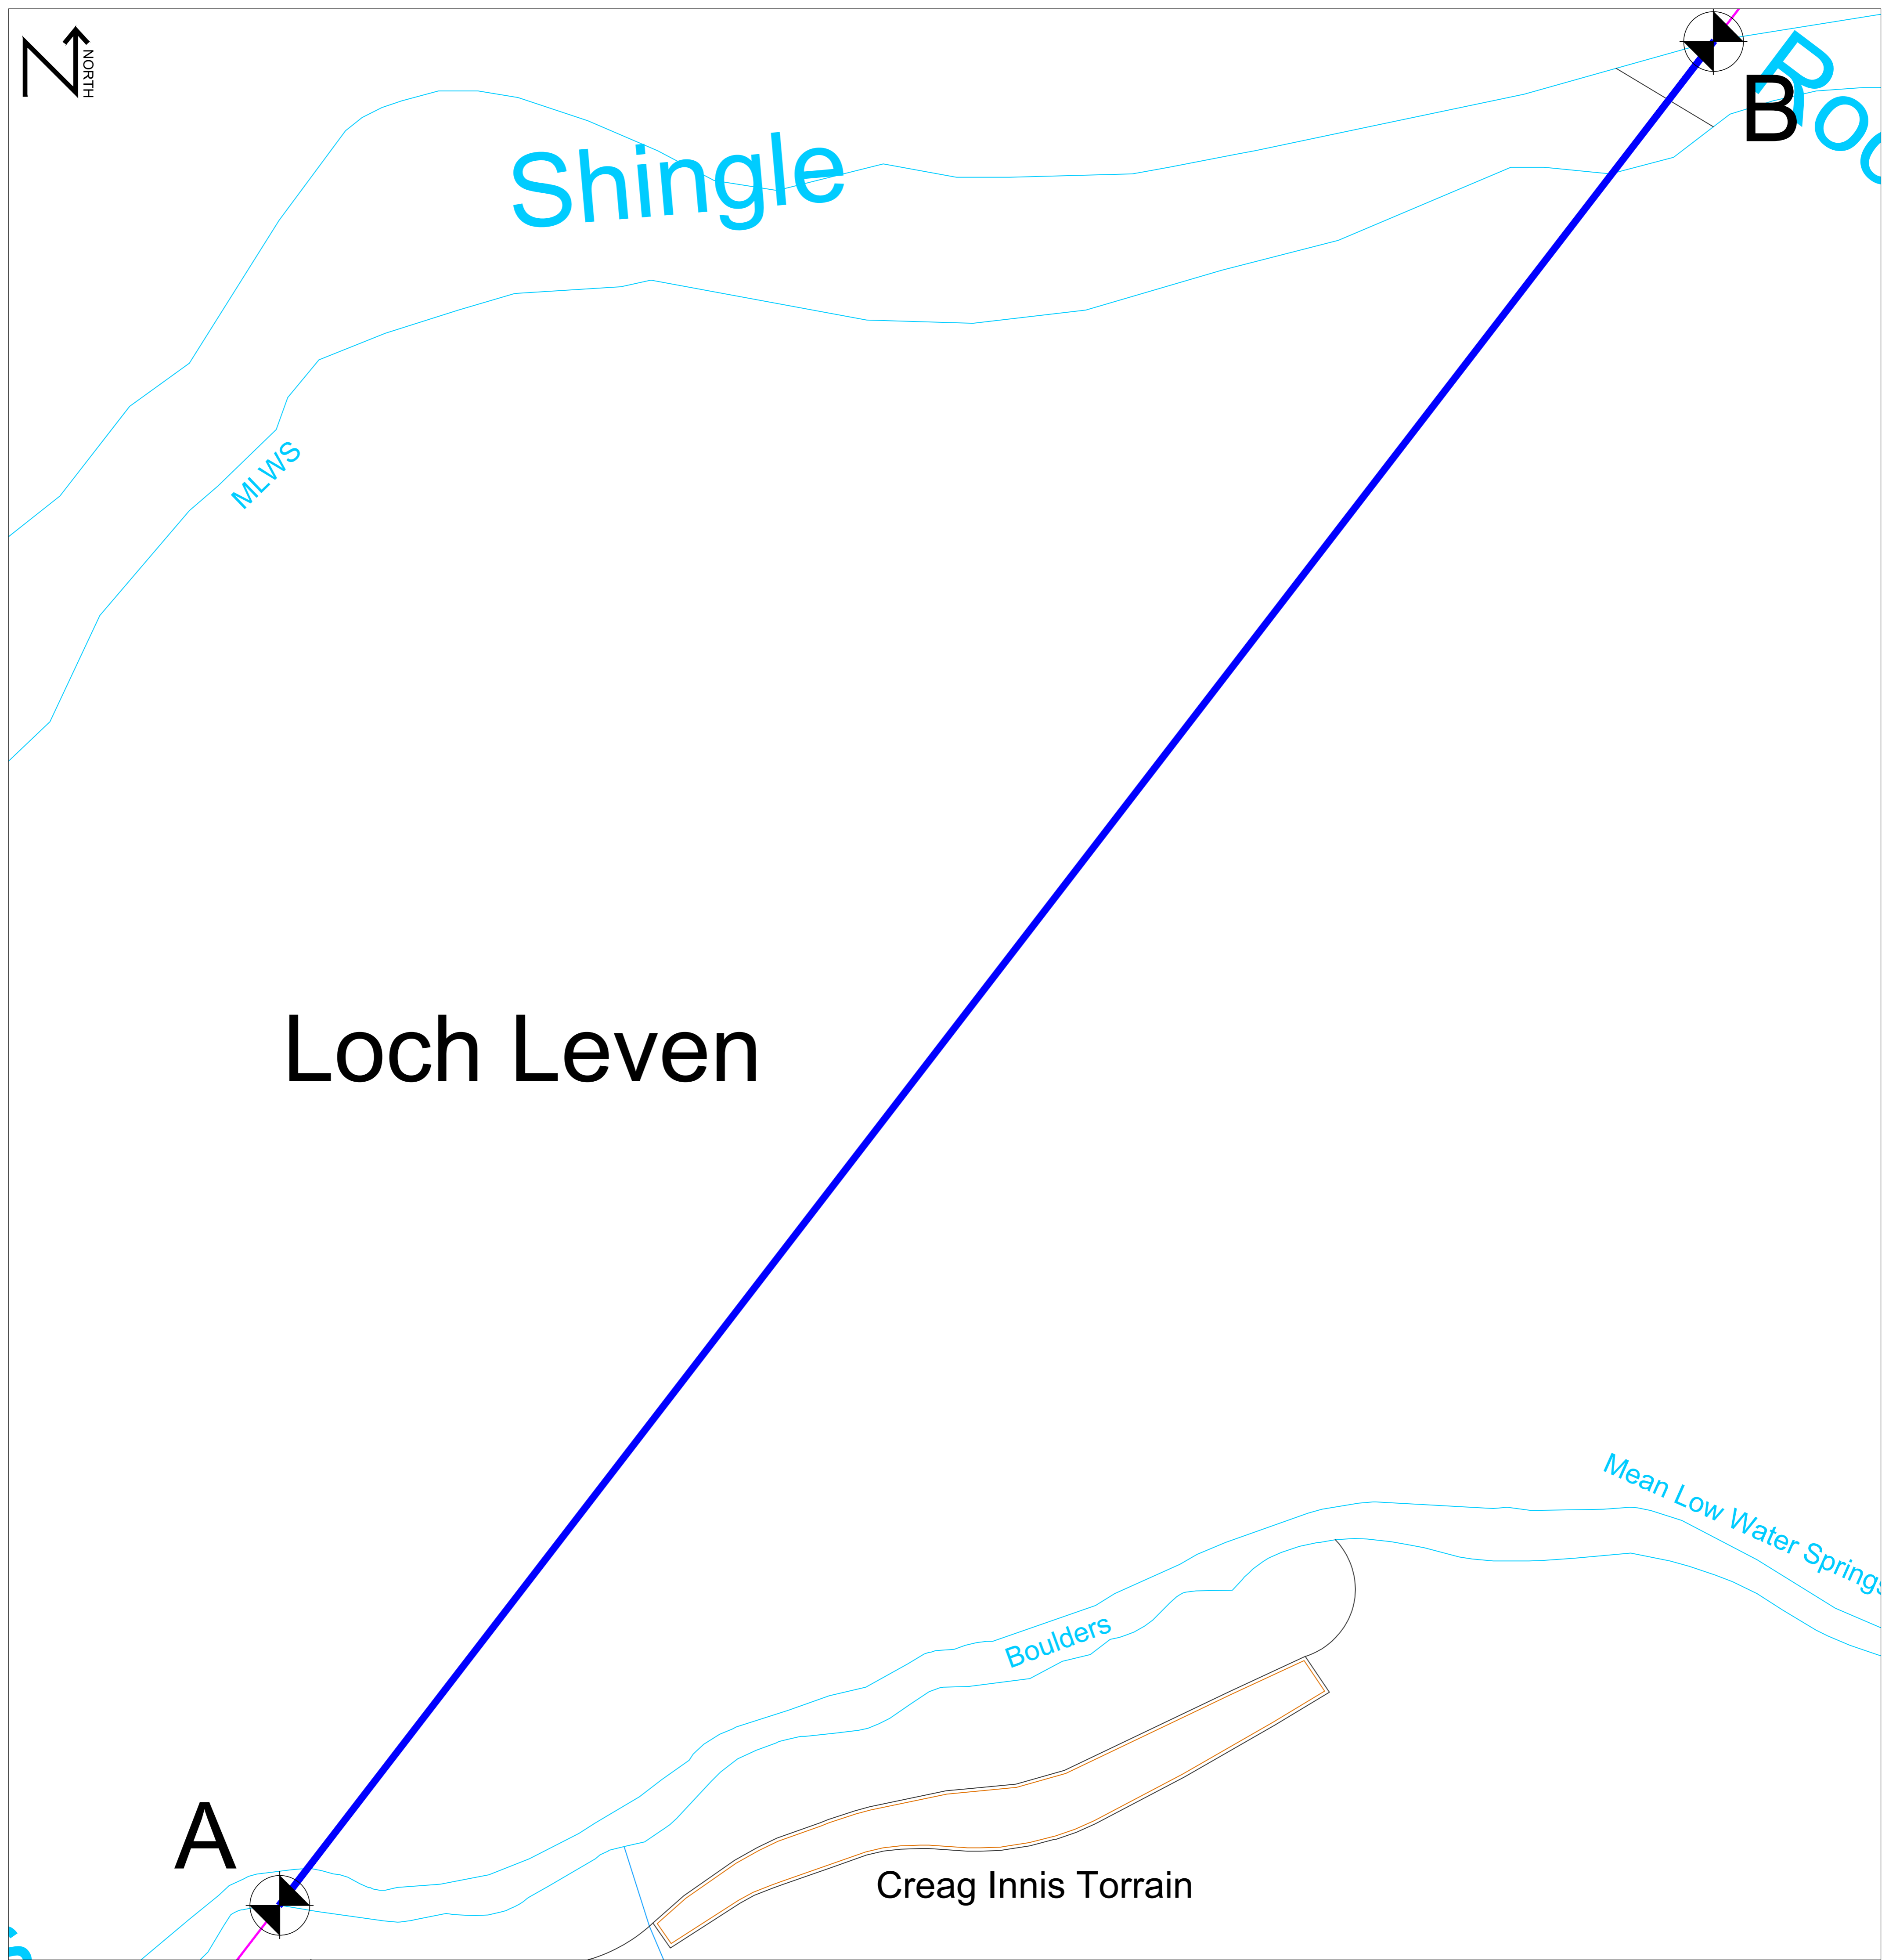 N
NORTH
Shingle
B
MLWS
Loch Leven
Mean Low Water Springs
Boulders
A
Creag Innis Torrain